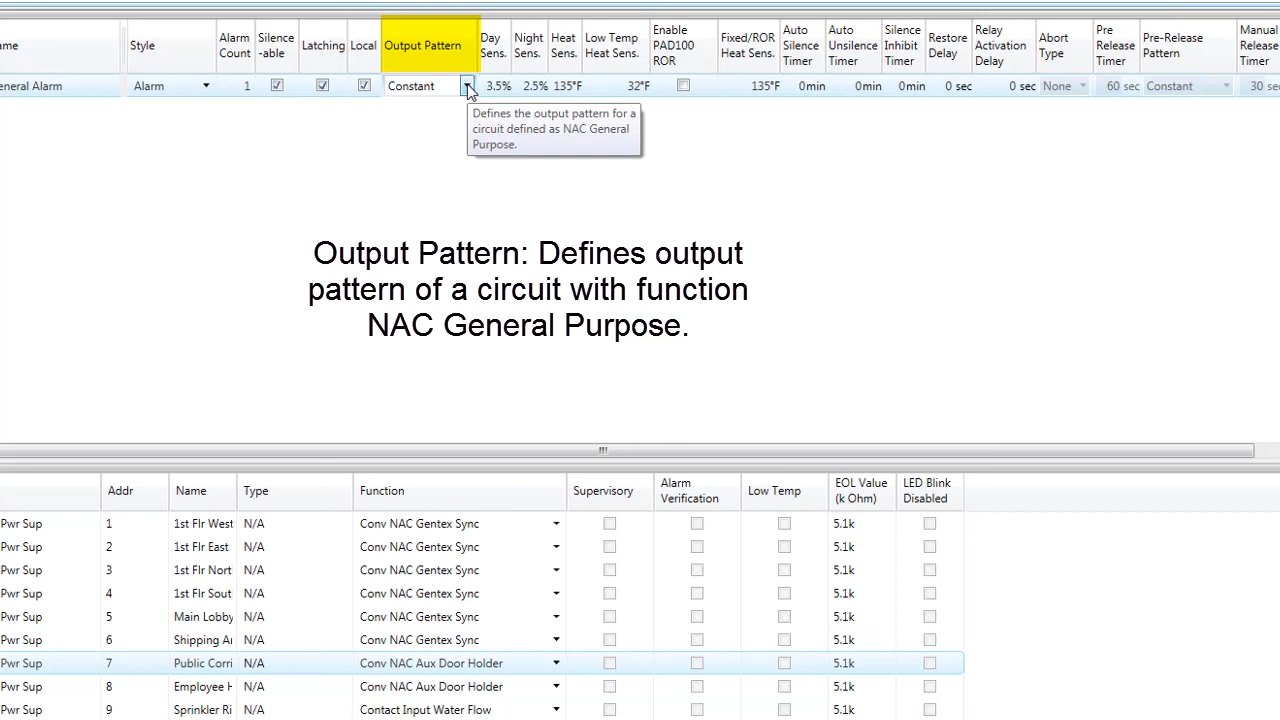 ame
Style
Alarm
Count
Silence
-able
Latching
Local
Output Pattern
Day
Sens.
Night
Sens.
Heat
Sens.
Low Temp
Heat Sens.
Enable
PAD100
ROR
Fixed/ROR
Heat Sens.
Auto
Silence
Timer
Auto
Unsilence
Timer
Silence
Inhibit
Timer
Restore
Delay
Relay
Activation
Delay
Abort
Type
Pre
Release
Timer
Pre-Release
Pattern
Manual
Release
Timer
eneral Alarm
Alarm
1
Constant
3.5%
2.5%
135°F
32°F
135°F
0min
0min
0min
0 sec
0 sec
None
60 sec
Constant
30 sec
Defines the output pattern for a
circuit defined as NAC General
Purpose.
Output Pattern: Defines output
pattern of a circuit with function
NAC General Purpose.
Addr
Name
Type
Function
Supervisory
Alarm
Verification
Low Temp
EOL Value
(k Ohm)
LED Blink
Disabled
Pwr Sup 1 1st Flr West N/A Conv NAC Gentex Sync 5.1k
Pwr Sup 2 1st Flr East N/A Conv NAC Gentex Sync 5.1k
Pwr Sup 3 1st Flr Nort N/A Conv NAC Gentex Sync 5.1k
Pwr Sup 4 1st Flr Sout N/A Conv NAC Gentex Sync 5.1k
Pwr Sup 5 Main Lobby N/A Conv NAC Gentex Sync 5.1k
Pwr Sup 6 Shipping Ar N/A Conv NAC Gentex Sync 5.1k
Pwr Sup 7 Public Corri N/A Conv NAC Aux Door Holder 5.1k
Pwr Sup 8 Employee H N/A Conv NAC Aux Door Holder 5.1k
Pwr Sup 9 Sprinkler Ri N/A Contact Input Water Flow 5.1k